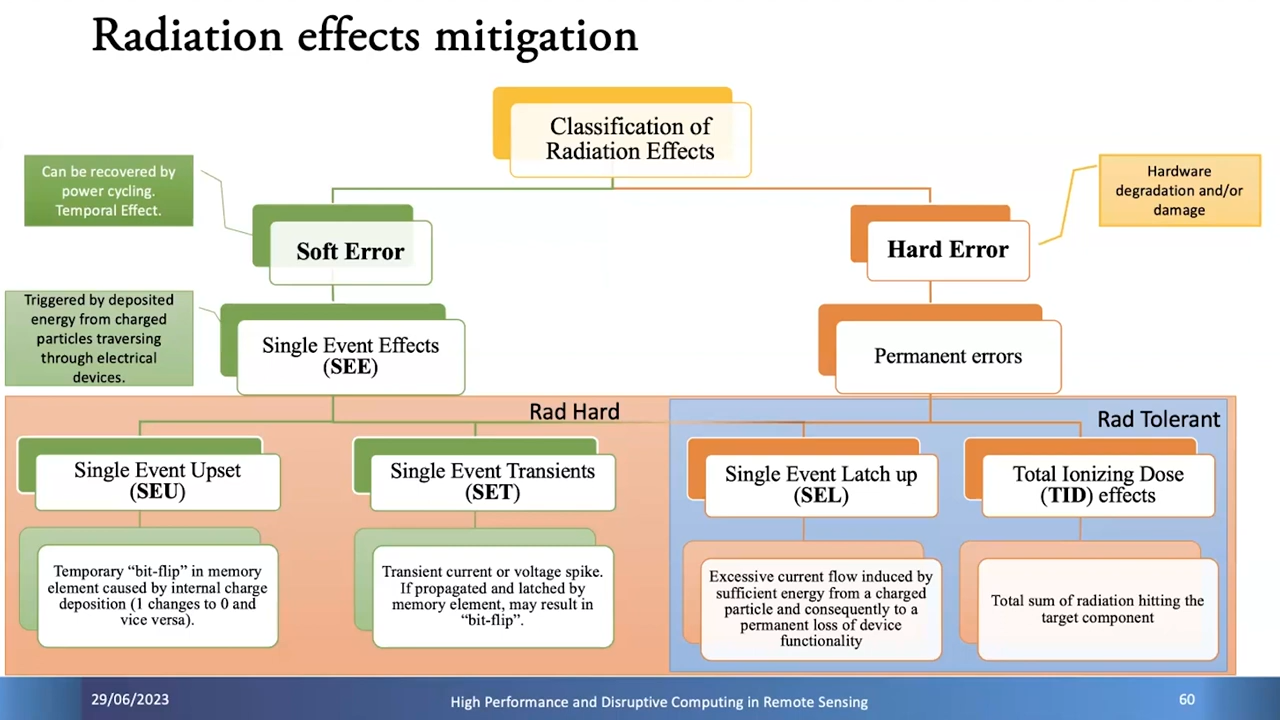 Radiation effects mitigation
Classification of
Radiation Effects
Can be recovered by
power cycling.
Temporal Effect.
Hardware
degradation and/or
damage
Soft Error
Hard Error
Triggered by deposited
energy from charged
particles traversing
through electrical
devices.
Single Event Effects
(SEE)
Permanent errors
Rad Hard
Rad Tolerant
Single Event Upset
(SEU)
Single Event Transients
(SET)
Single Event Latch up
(SEL)
Total Ionizing Dose
(TID) effects
Temporary “bit-flip” in memory
element caused by internal charge
deposition (1 changes to 0 and
vice versa).
Transient current or voltage spike.
If propagated and latched by
memory element, may result in
“bit-flip”.
Excessive current flow induced by
sufficient energy from a charged
particle and consequently to a
permanent loss of device
functionality
Total sum of radiation hitting the
target component
29/06/2023
High Performance and Disruptive Computing in Remote Sensing
60